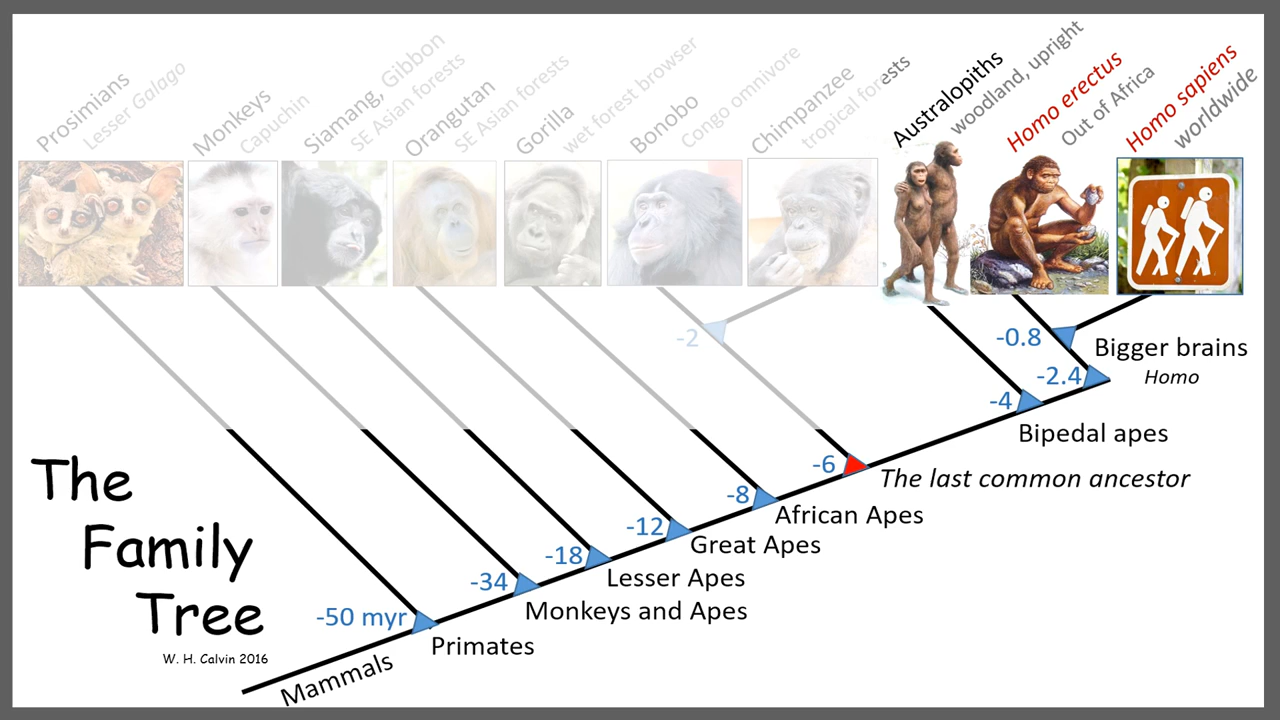 Prosimians
Lesser Galago
Monkeys
Capuchin
Siamang, Gibbon
SE Asian forests
Orangutan
SE Asian forests
Gorilla
wet forest browser
Bonobo
Congo omnivore
Chimpanzee
tropical forests
Australopiths
woodland, upright
Homo erectus
Out of Africa
Homo sapiens
worldwide
-2
-0.8
Bigger brains
-2.4
Homo
-4
Bipedal apes
-6
The last common ancestor
-8
African Apes
-12
Great Apes
-18
Lesser Apes
-34
Monkeys and Apes
-50 myr
Primates
Mammals
The
Family
Tree
W. H. Calvin 2016